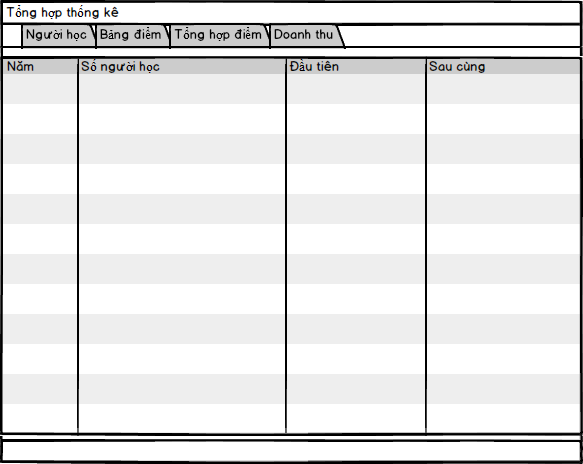 Tổng hợp thống kê
Người học Bảng điểm Tổng hợp điểm Doanh thu
Năm Số người học Đầu tiên Sau cùng